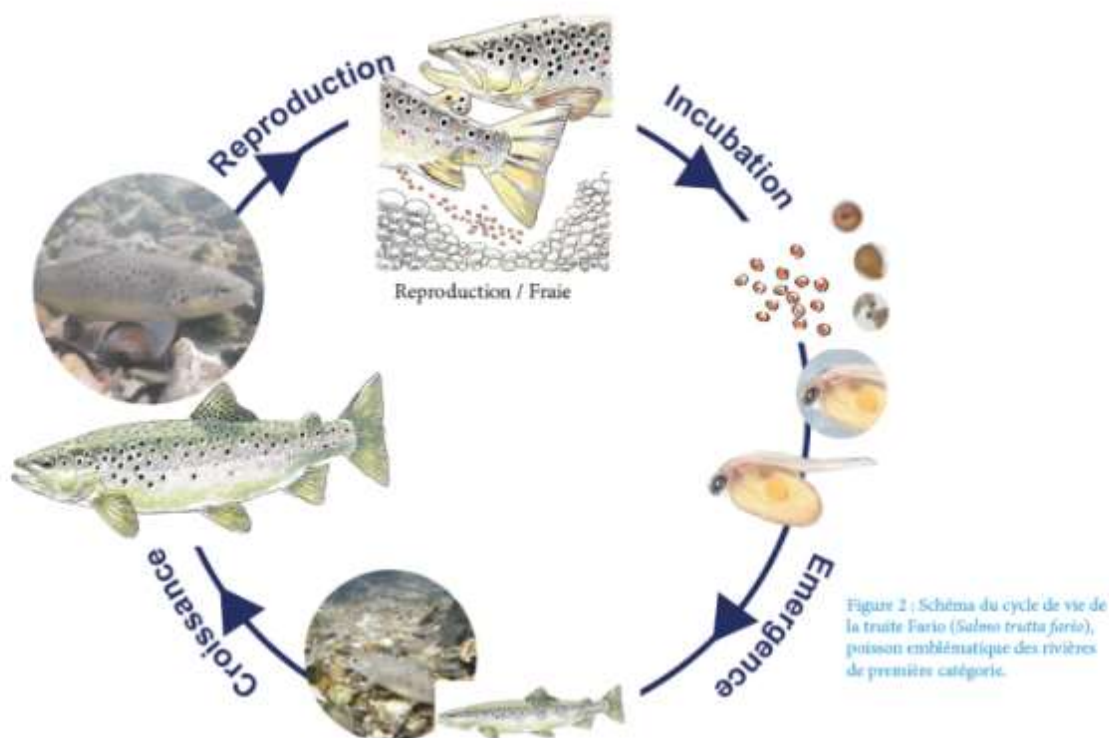 Reproduction
Incubation
Reproduction / Fraie
Emergence
Croissance
Figure 2 : Schéma du cycle de vie de
la truite Fario (Salmo trutta fario),
poisson emblématique des rivières
de première catégorie.